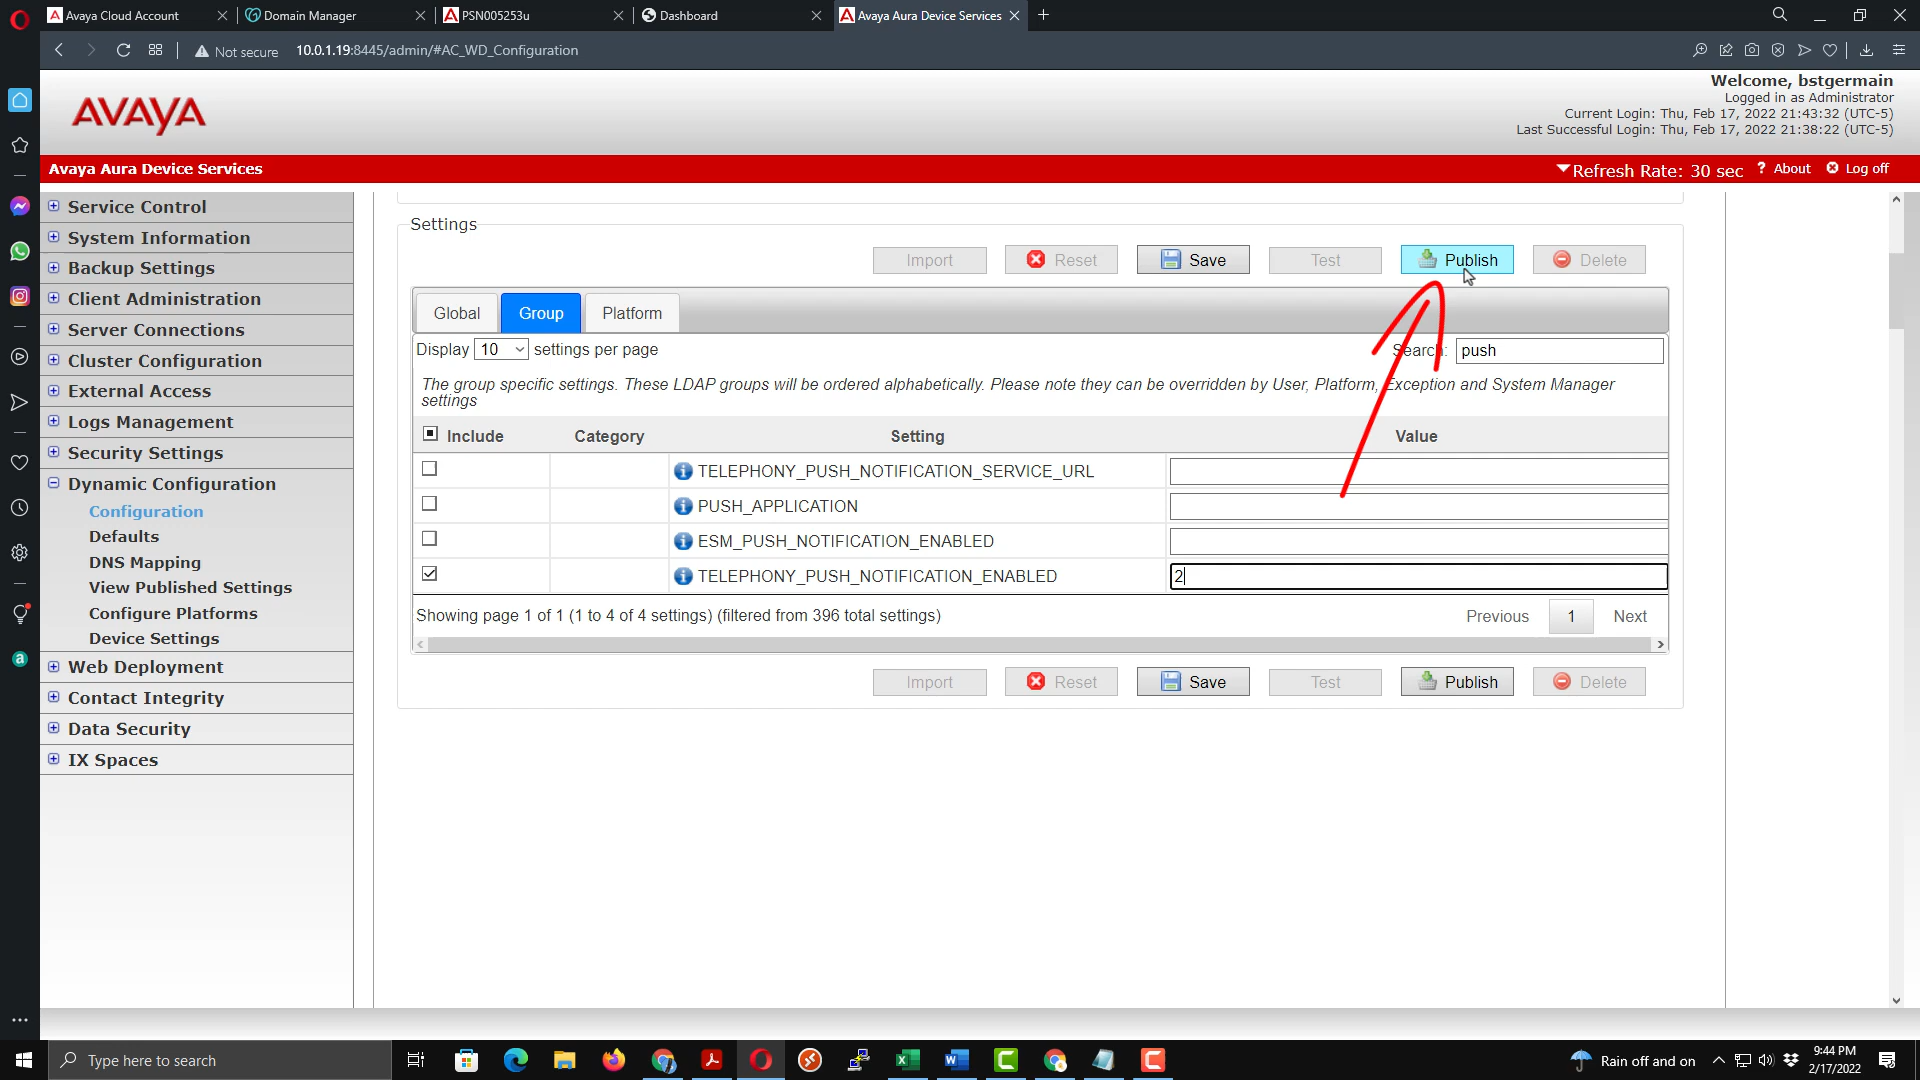 Avaya Cloud Account
Domain Manager
PSN005253u
Dashboard
Avaya Aura Device Services
Not secure
10.0.1.19:8445/admin/#AC_WD_Configuration
AVAYA
Welcome, bstgermain
Logged in as Administrator
Current Login: Thu, Feb 17, 2022 21:43:32 (UTC-5)
Last Successful Login: Thu, Feb 17, 2022 21:38:22 (UTC-5)
Avaya Aura Device Services
Refresh Rate: 30 sec
? About
Log off
Service Control
System Information
Backup Settings
Client Administration
Server Connections
Cluster Configuration
External Access
Logs Management
Security Settings
Dynamic Configuration
Configuration
Defaults
DNS Mapping
View Published Settings
Configure Platforms
Device Settings
Web Deployment
Contact Integrity
Data Security
IX Spaces
Settings
Import Reset Save Test Publish Delete
Global Group Platform
Display 10 settings per page
Search: push
The group specific settings. These LDAP groups will be ordered alphabetically. Please note they can be overridden by User, Platform, Exception and System Manager
settings
Include Category Setting Value
TELEPHONY_PUSH_NOTIFICATION_SERVICE_URL
PUSH_APPLICATION
ESM_PUSH_NOTIFICATION_ENABLED
TELEPHONY_PUSH_NOTIFICATION_ENABLED 2
Showing page 1 of 1 (1 to 4 of 4 settings) (filtered from 396 total settings)
Previous 1 Next
Import Reset Save Test Publish Delete
Type here to search
Rain off and on
9:44 PM
2/17/2022